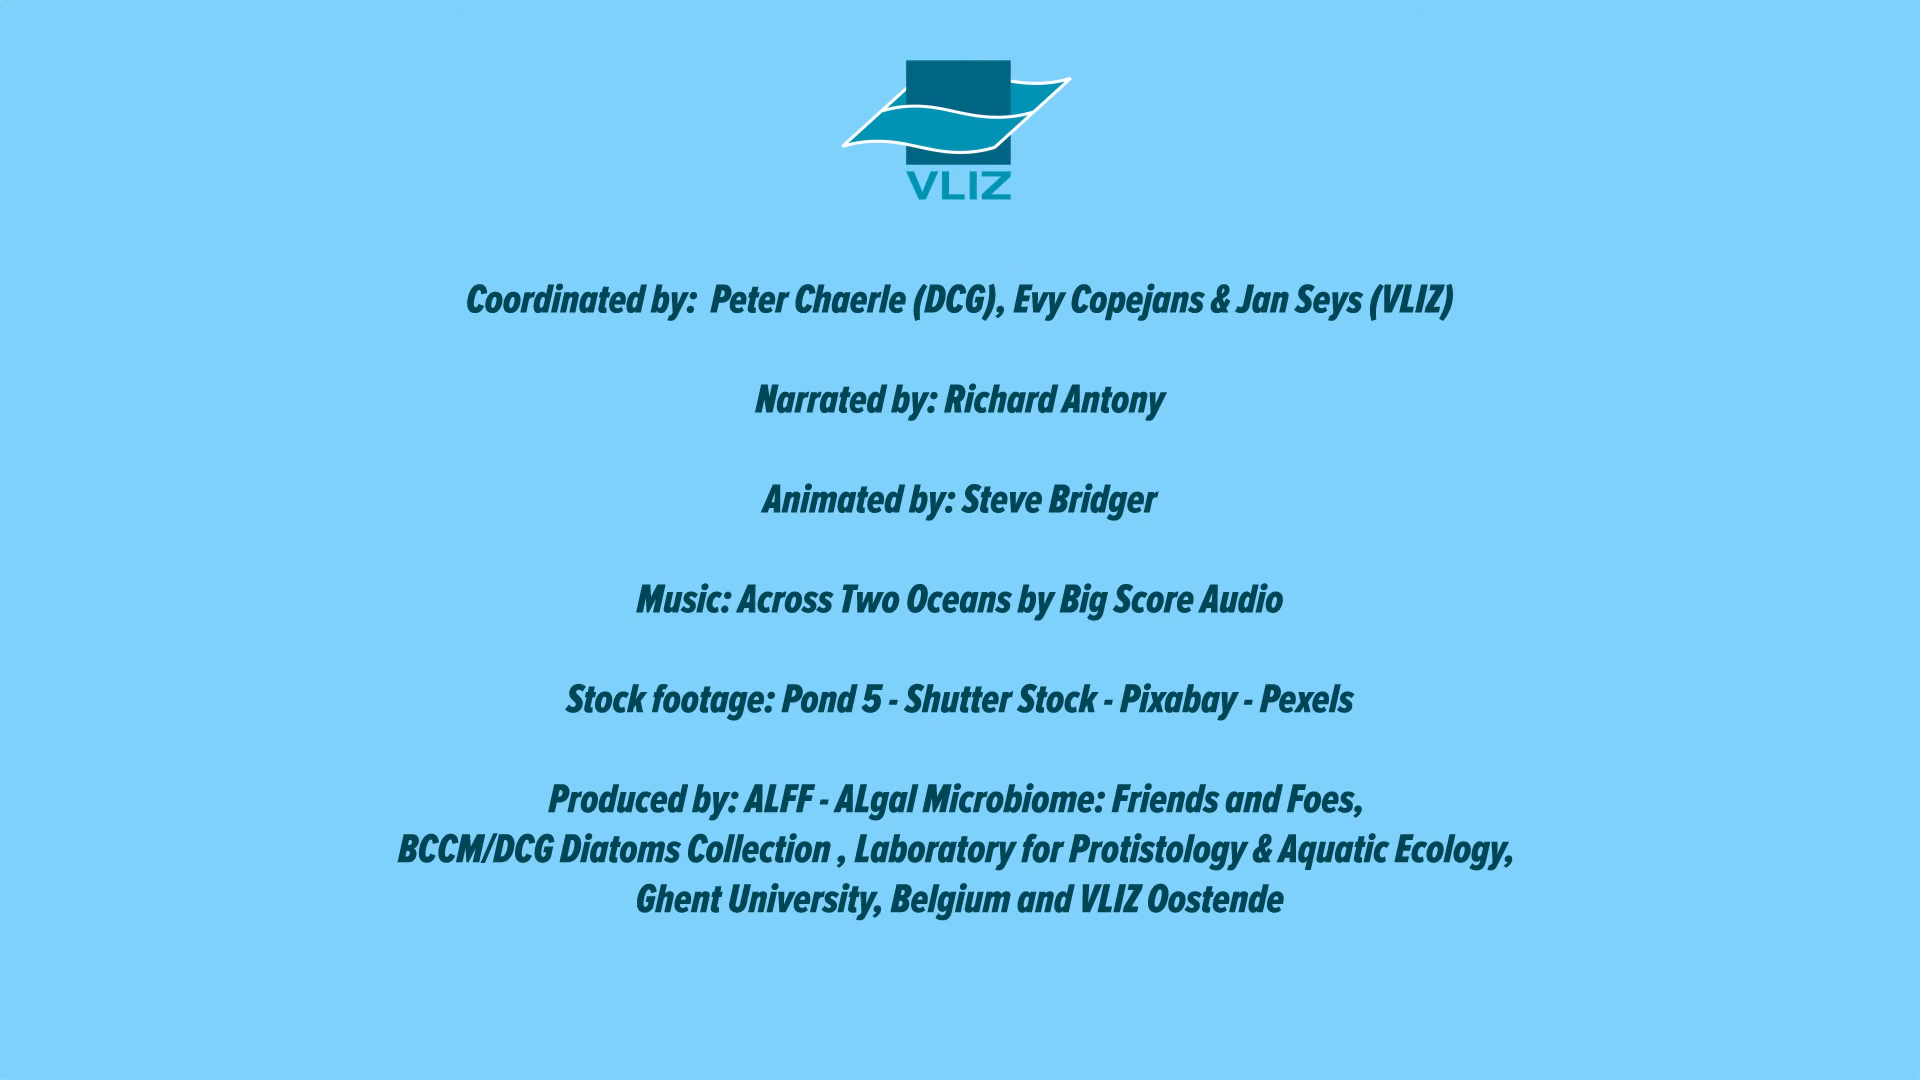 VLIZ
Coordinated by: Peter Chaerle (DCG), Evy Copejans & Jan Seys (VLIZ)
Narrated by: Richard Antony
Animated by: Steve Bridger
Music: Across Two Oceans by Big Score Audio
Stock footage: Pond 5 - Shutter Stock - Pixabay - Pexels
Produced by: ALFF - ALgal Microbiome: Friends and Foes,
BCCM/DCG Diatoms Collection , Laboratory for Protistology & Aquatic Ecology,
Ghent University, Belgium and VLIZ Oostende